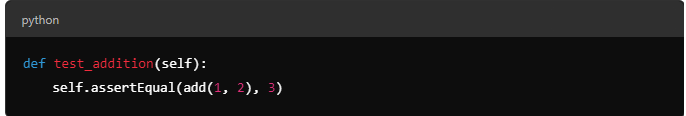 python
def test_addition(self):
    self.assertEqual(add(1, 2), 3)